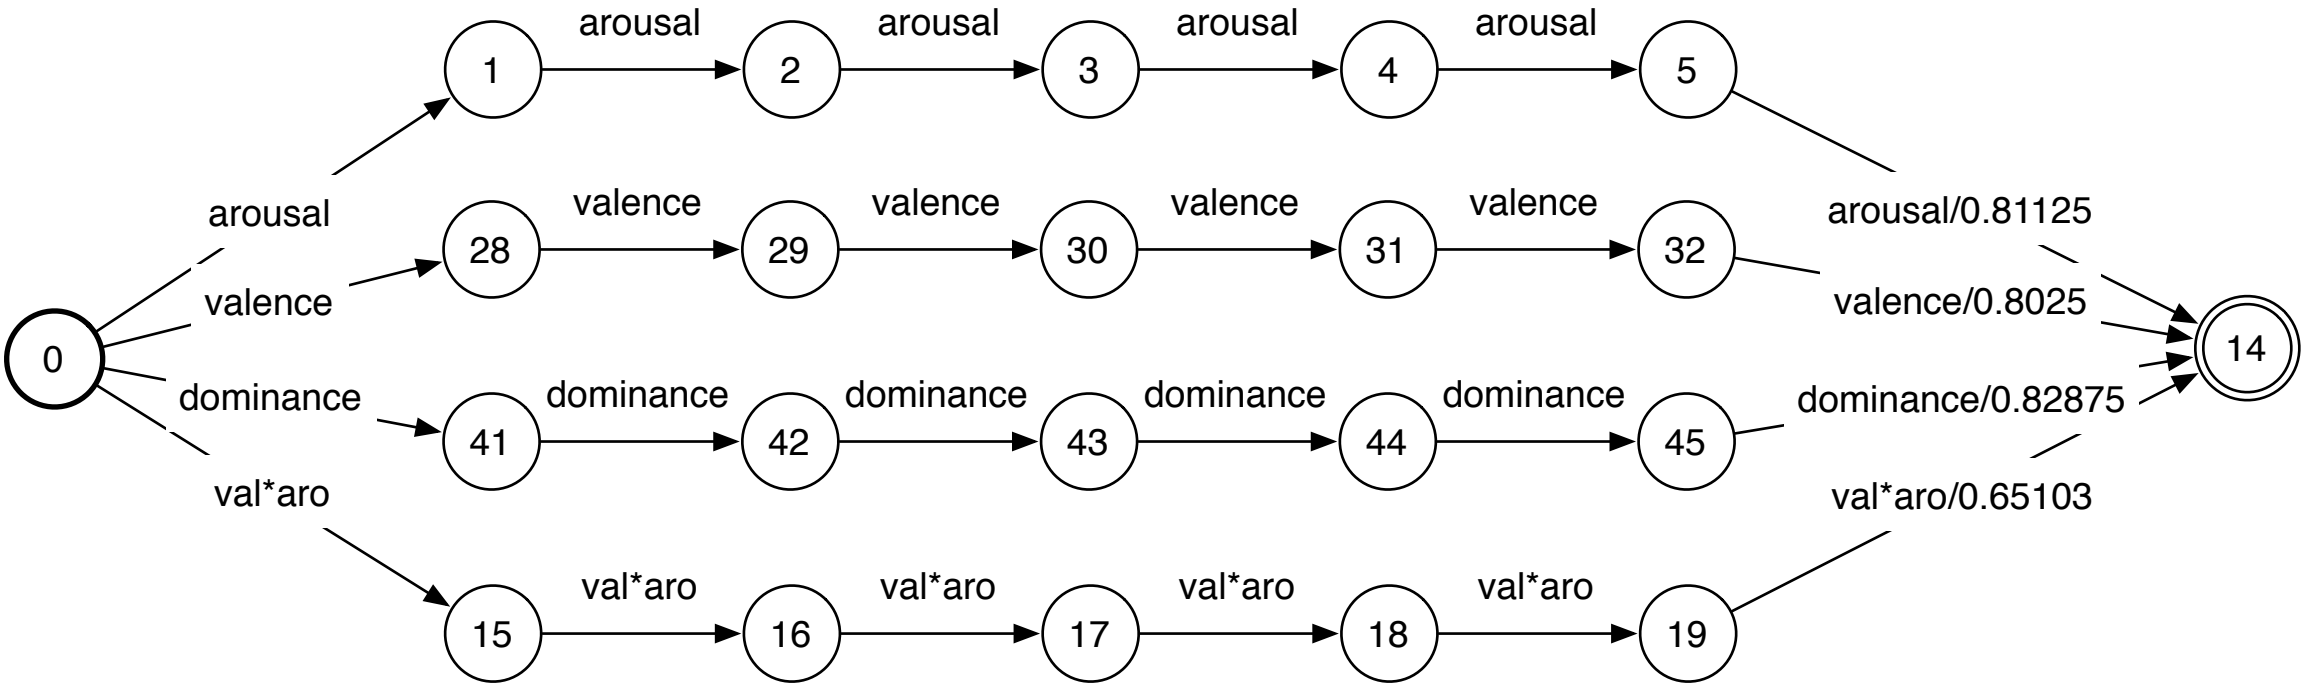 arousal arousal arousal arousal
1 2 3 4 5
arousal valence valence valence valence arousal/0.81125
28 29 30 31 32
valence valence/0.8025
0 14
dominance dominance dominance dominance dominance dominance/0.82875
41 42 43 44 45
val*aro val*aro/0.65103
val*aro val*aro val*aro val*aro
15 16 17 18 19